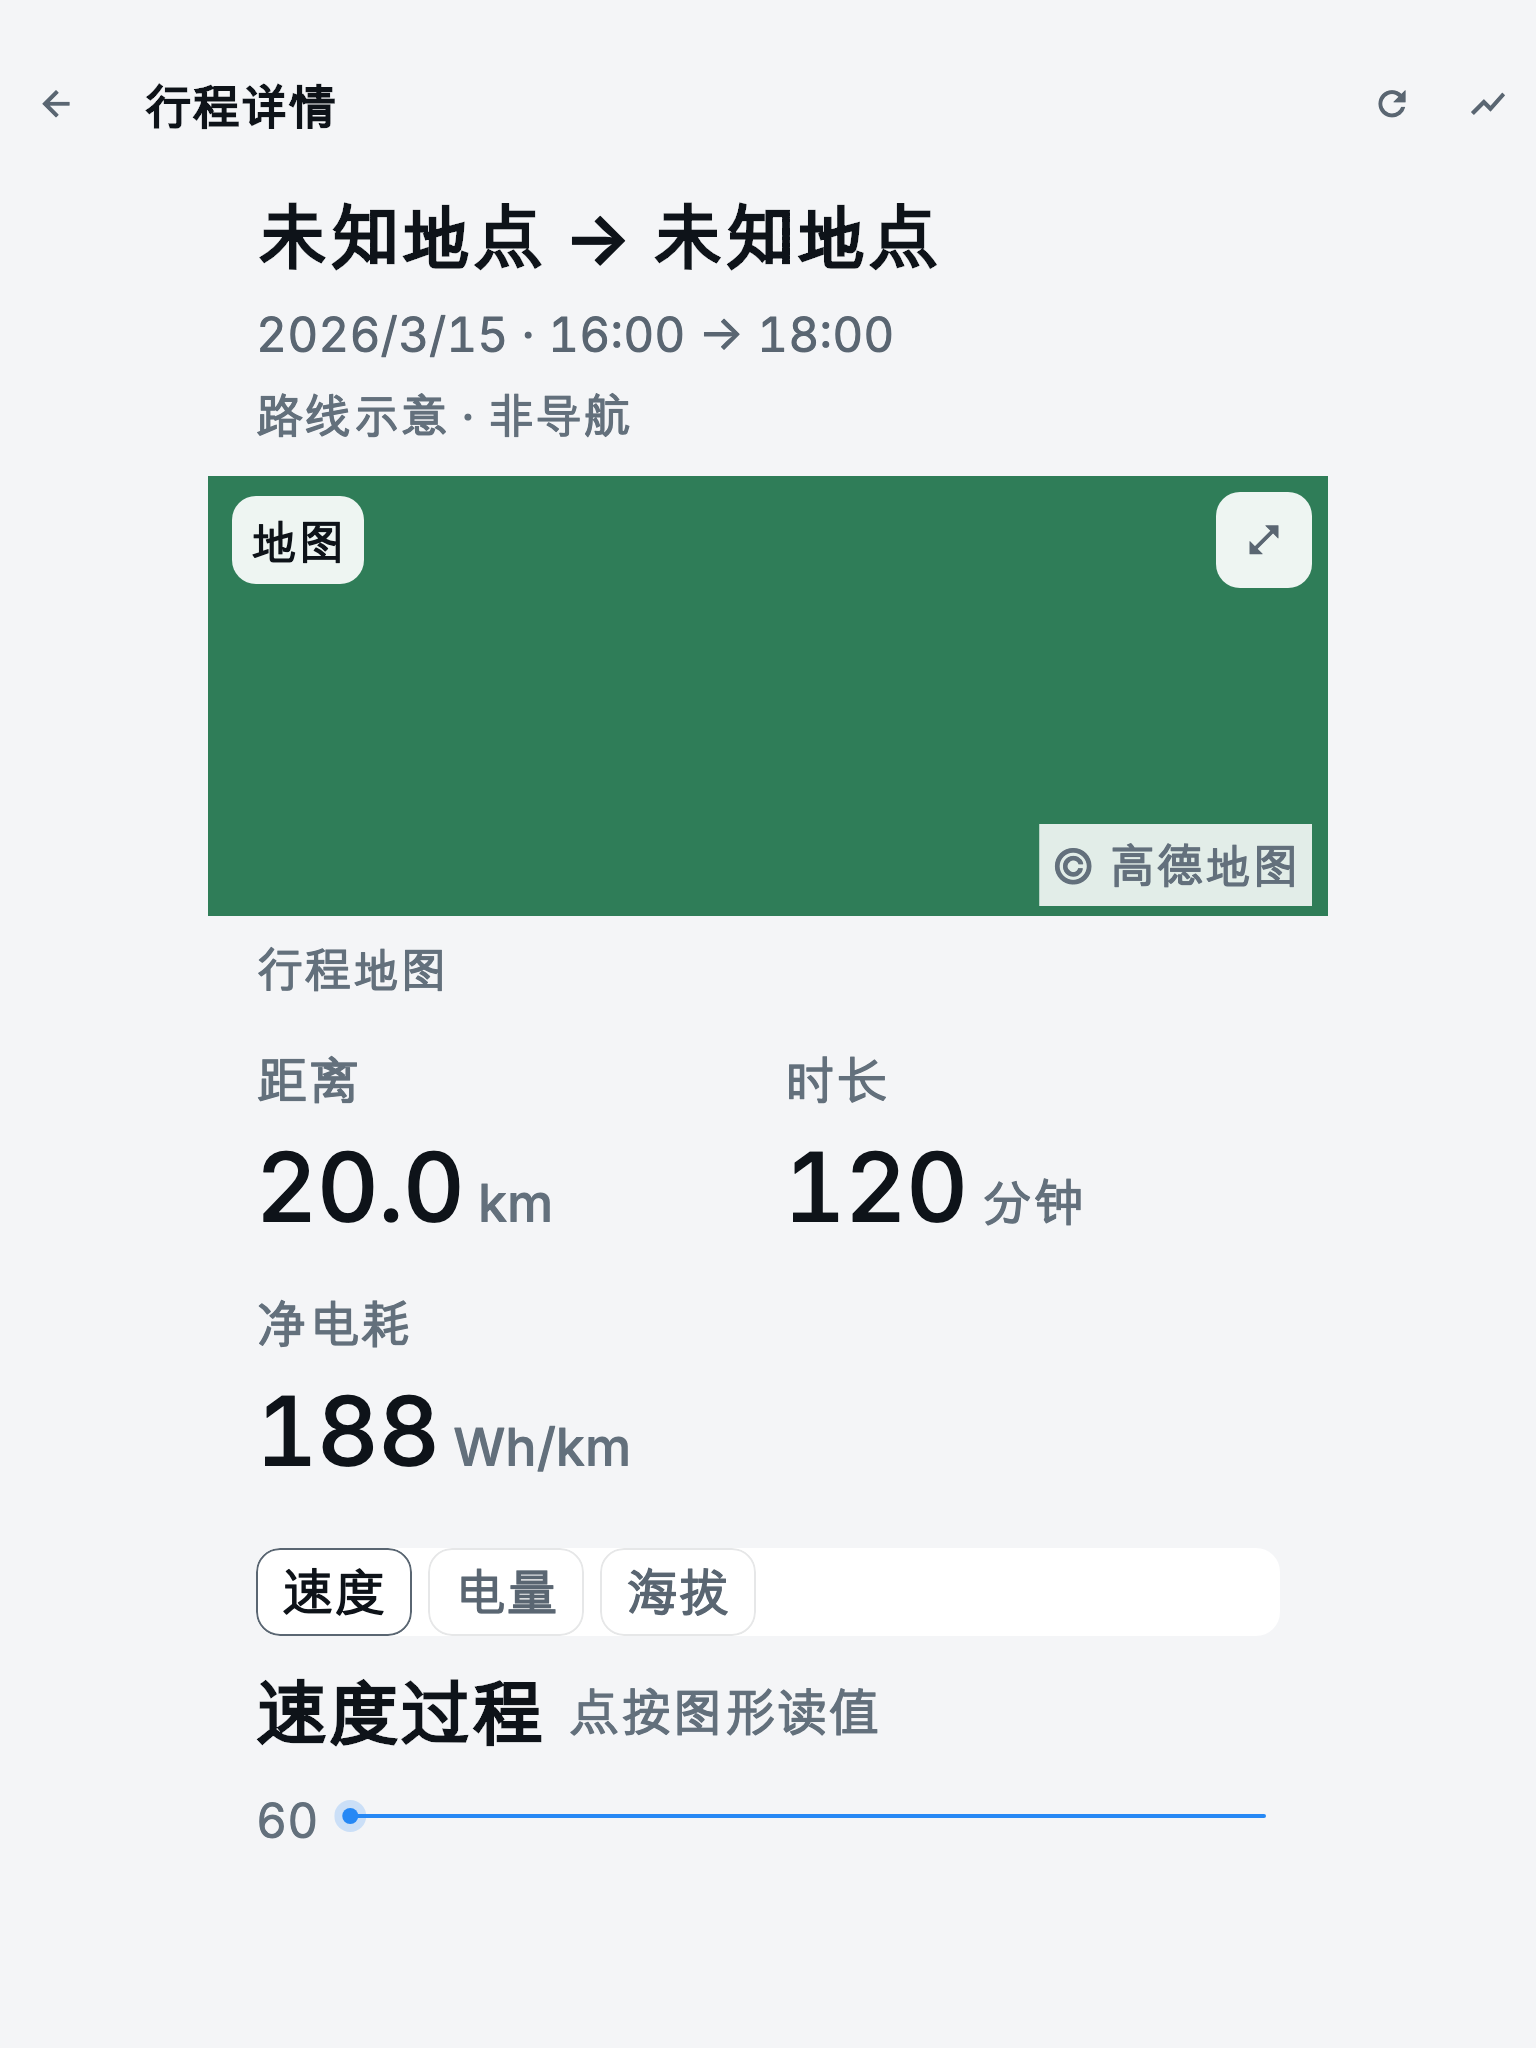 行程详情
未知地点 → 未知地点
2026/3/15 · 16:00 → 18:00
路线示意 · 非导航
地图
© 高德地图
行程地图
距离 时长
20.0 km 120 分钟
净电耗
188 Wh/km
速度 电量 海拔
速度过程 点按图形读值
60